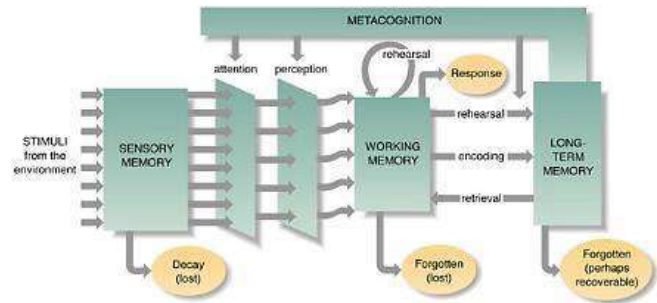 METACOGNITION
attention
perception
rehearsal
Response
STIMULI
from the
environment
SENSORY
MEMORY
WORKING
MEMORY
rehearsal
encoding
retrieval
LONG-
TERM
MEMORY
Decay
(lost)
Forgotten
(lost)
Forgotten
(perhaps
recoverable)